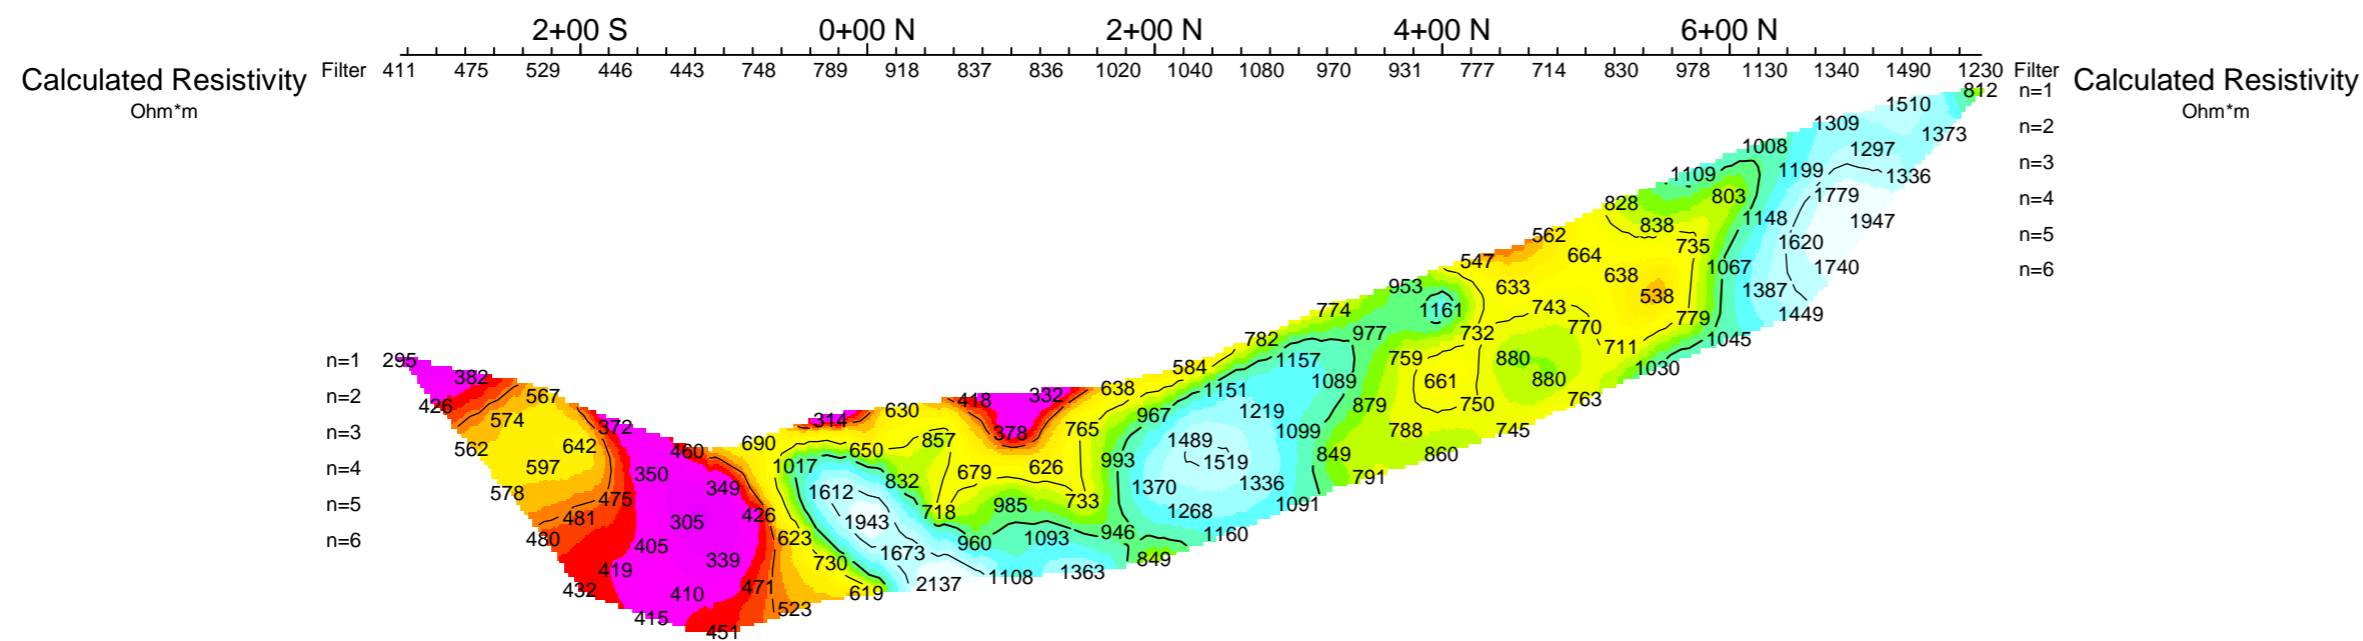 2+00 S 0+00 N 2+00 N 4+00 N 6+00 N
Calculated Resistivity Filter 411 475 529 446 443 748 789 918 837 836 1020 1040 1080 970 931 777 714 830 978 1130 1340 1490 1230 Filter Calculated Resistivity
Ohm*m Ohm*m
812 n=1
1510
1309 1373 n=2
1008 1297 n=3
1109 1199 1336
828 803 1779 n=4
838 1148 1947
562 735 1620 n=5
547 664 1067 1740 n=6
953 633 638 538 1387
774 1161 743 770 779 1449
782 977 732 711 1045
n=1 295 584 1157 759 880 1030
382 332 638 1151 1089 661 880
n=2 426 567 418 967 1219 879 750 763
574 372 314 630 378 765 1099 788 745
n=3 562 642 460 690 650 857 1489 849 860
n=4 597 350 1017 679 626 993 1519 791
578 475 349 1612 832 733 1370 1336
n=5 481 305 426 1943 718 985 1268 1091
n=6 480 405 623 1673 960 1093 946 1160
419 339 730 2137 1108 1363 849
432 410 471 619
415 523
451